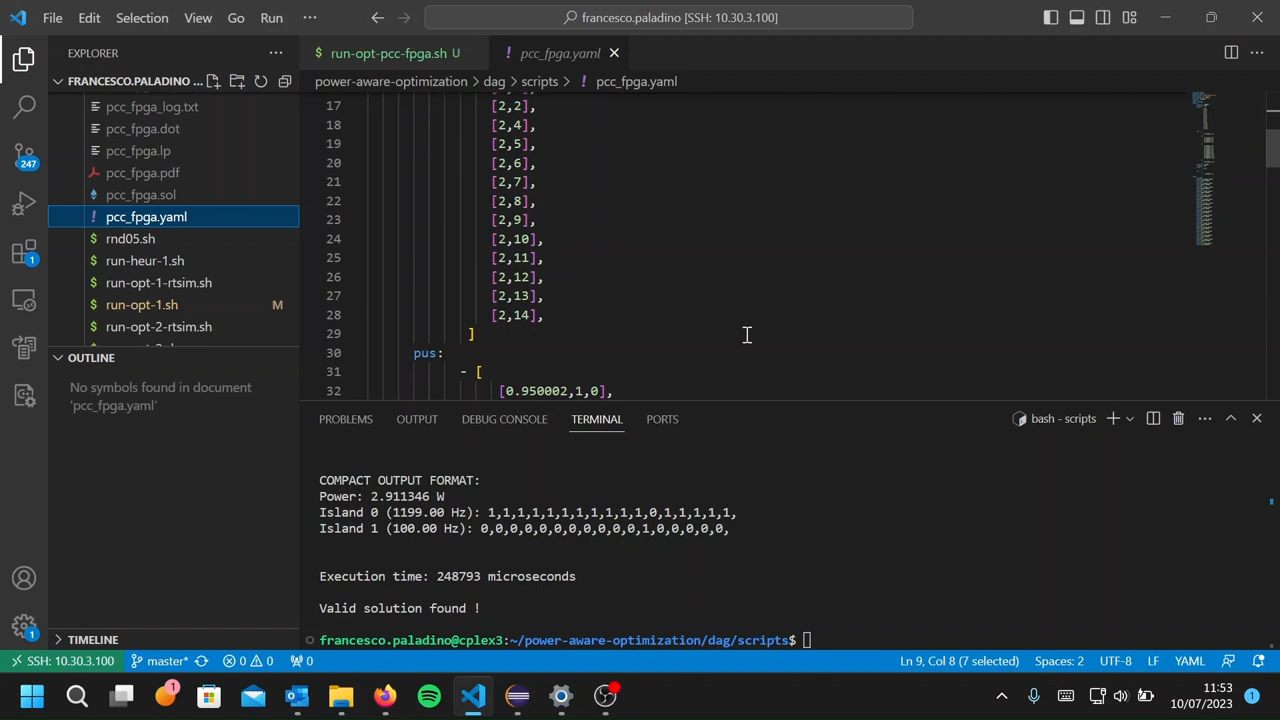 File Edit Selection View Go Run ···
francesco.paladino [SSH: 10.30.3.100]
EXPLORER ···
FRANCESCO.PALADINO ...
pcc_fpga_log.txt
pcc_fpga.dot
pcc_fpga.lp
pcc_fpga.pdf
pcc_fpga.sol
! pcc_fpga.yaml
$ rnd05.sh
$ run-heur-1.sh
$ run-opt-1-rtsim.sh
$ run-opt-1.sh M
$ run-opt-2-rtsim.sh
OUTLINE
No symbols found in document
'pcc_fpga.yaml'
TIMELINE
247
1
1
$ run-opt-pcc-fpga.sh U
! pcc_fpga.yaml
power-aware-optimization > dag > scripts > ! pcc_fpga.yaml
17 [2,2],
18 [2,4],
19 [2,5],
20 [2,6],
21 [2,7],
22 [2,8],
23 [2,9],
24 [2,10],
25 [2,11],
26 [2,12],
27 [2,13],
28 [2,14],
29 ]
30 pus:
31 - [
32 [0.950002,1,0],
PROBLEMS OUTPUT DEBUG CONSOLE TERMINAL PORTS
bash - scripts
COMPACT OUTPUT FORMAT:
Power: 2.911346 W
Island 0 (1199.00 Hz): 1,1,1,1,1,1,1,1,1,1,1,0,1,1,1,1,1,
Island 1 (100.00 Hz): 0,0,0,0,0,0,0,0,0,0,0,1,0,0,0,0,0,
Execution time: 248793 microseconds
Valid solution found !
francesco.paladino@cplex3:~/power-aware-optimization/dag/scripts$
SSH: 10.30.3.100 master* 0 0 0
Ln 9, Col 8 (7 selected) Spaces: 2 UTF-8 LF YAML
1
11:53
10/07/2023
1